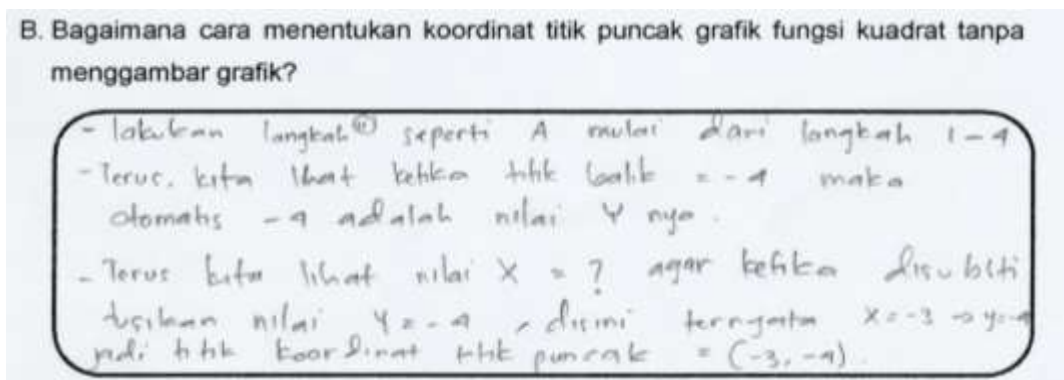 B. Bagaimana cara menentukan koordinat titik puncak grafik fungsi kuadrat tanpa
menggambar grafik?
- lakukan langkah² seperti A mulai dari langkah 1-4
- Terus, kita lihat ketika titik balik = -4 maka
otomatis -4 adalah nilai Y nya.
- Terus kita lihat nilai X = ? agar ketika disubsti
tusikan nilai Y = -4, disini ternyata X = -3 → y = -4
jadi titik koordinat titik puncak = (-3, -4).